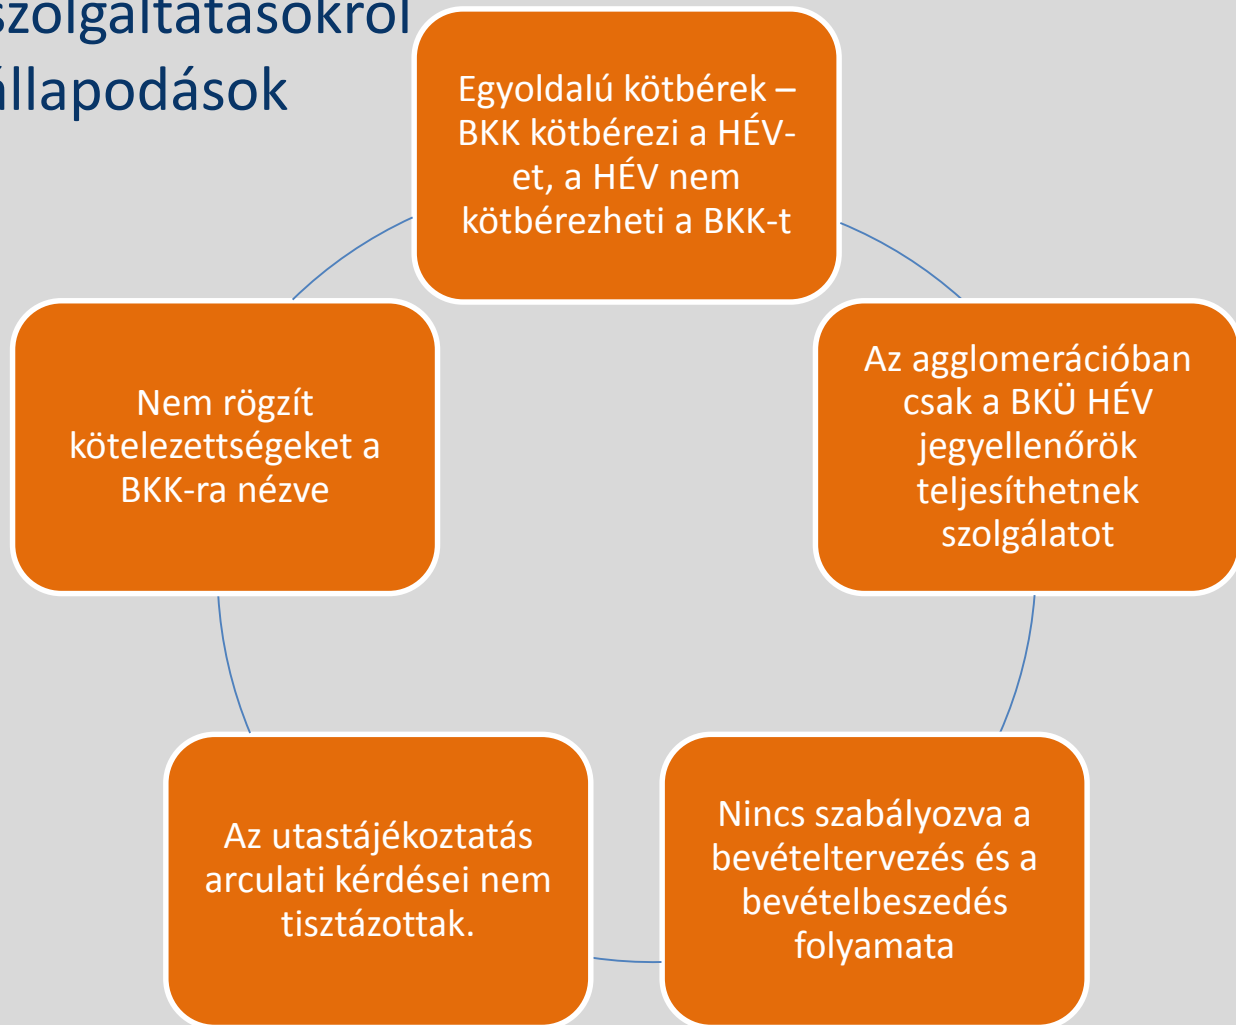 szolgáltatásokról
állapodások
Egyoldalú kötbérek –
BKK kötbérezi a HÉV-
et, a HÉV nem
kötbérezheti a BKK-t
Az agglomerációban
csak a BKÜ HÉV
jegyellenőrök
teljesíthetnek
szolgálatot
Nincs szabályozva a
bevételtervezés és a
bevételbeszedés
folyamata
Az utastájékoztatás
arculati kérdései nem
tisztázottak.
Nem rögzít
kötelezettségeket a
BKK-ra nézve